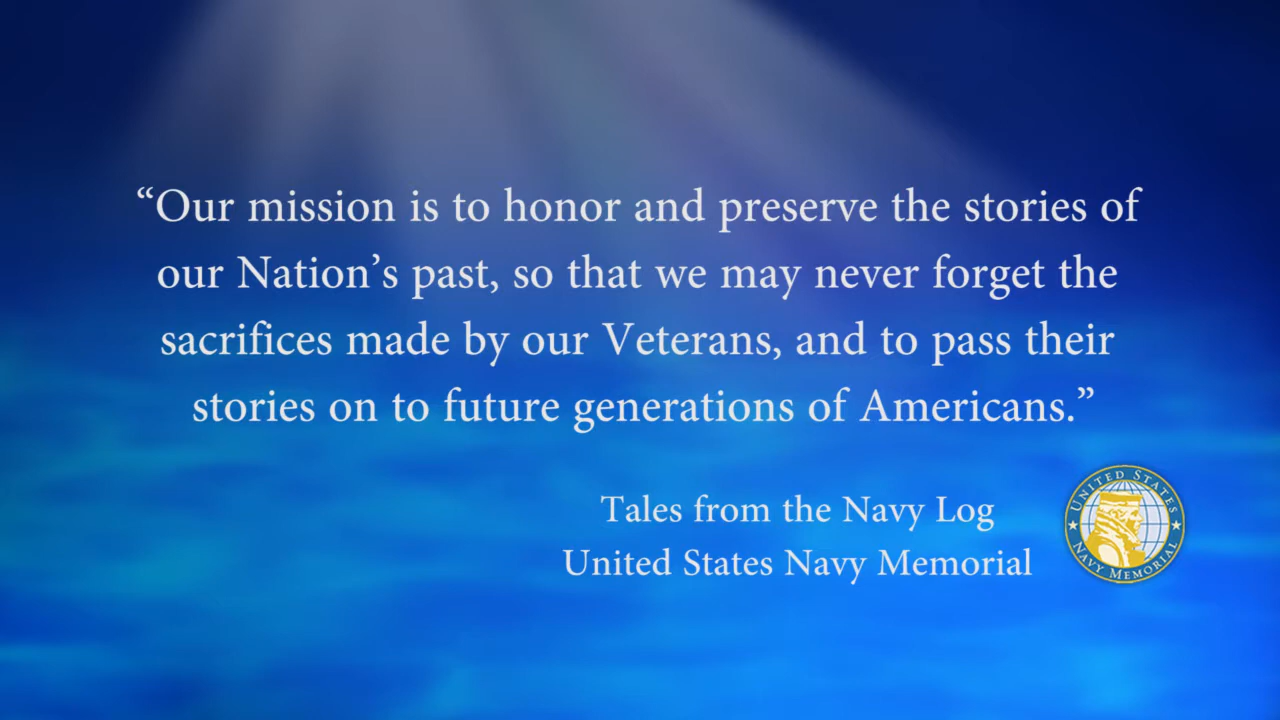 “Our mission is to honor and preserve the stories of
our Nation’s past, so that we may never forget the
sacrifices made by our Veterans, and to pass their
stories on to future generations of Americans.”
Tales from the Navy Log
United States Navy Memorial
UNITED STATES
NAVY MEMORIAL